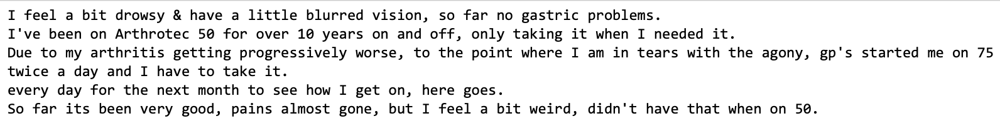 I feel a bit drowsy & have a little blurred vision, so far no gastric problems.
I've been on Arthrotec 50 for over 10 years on and off, only taking it when I needed it.
Due to my arthritis getting progressively worse, to the point where I am in tears with the agony, gp's started me on 75
twice a day and I have to take it.
every day for the next month to see how I get on, here goes.
So far its been very good, pains almost gone, but I feel a bit weird, didn't have that when on 50.